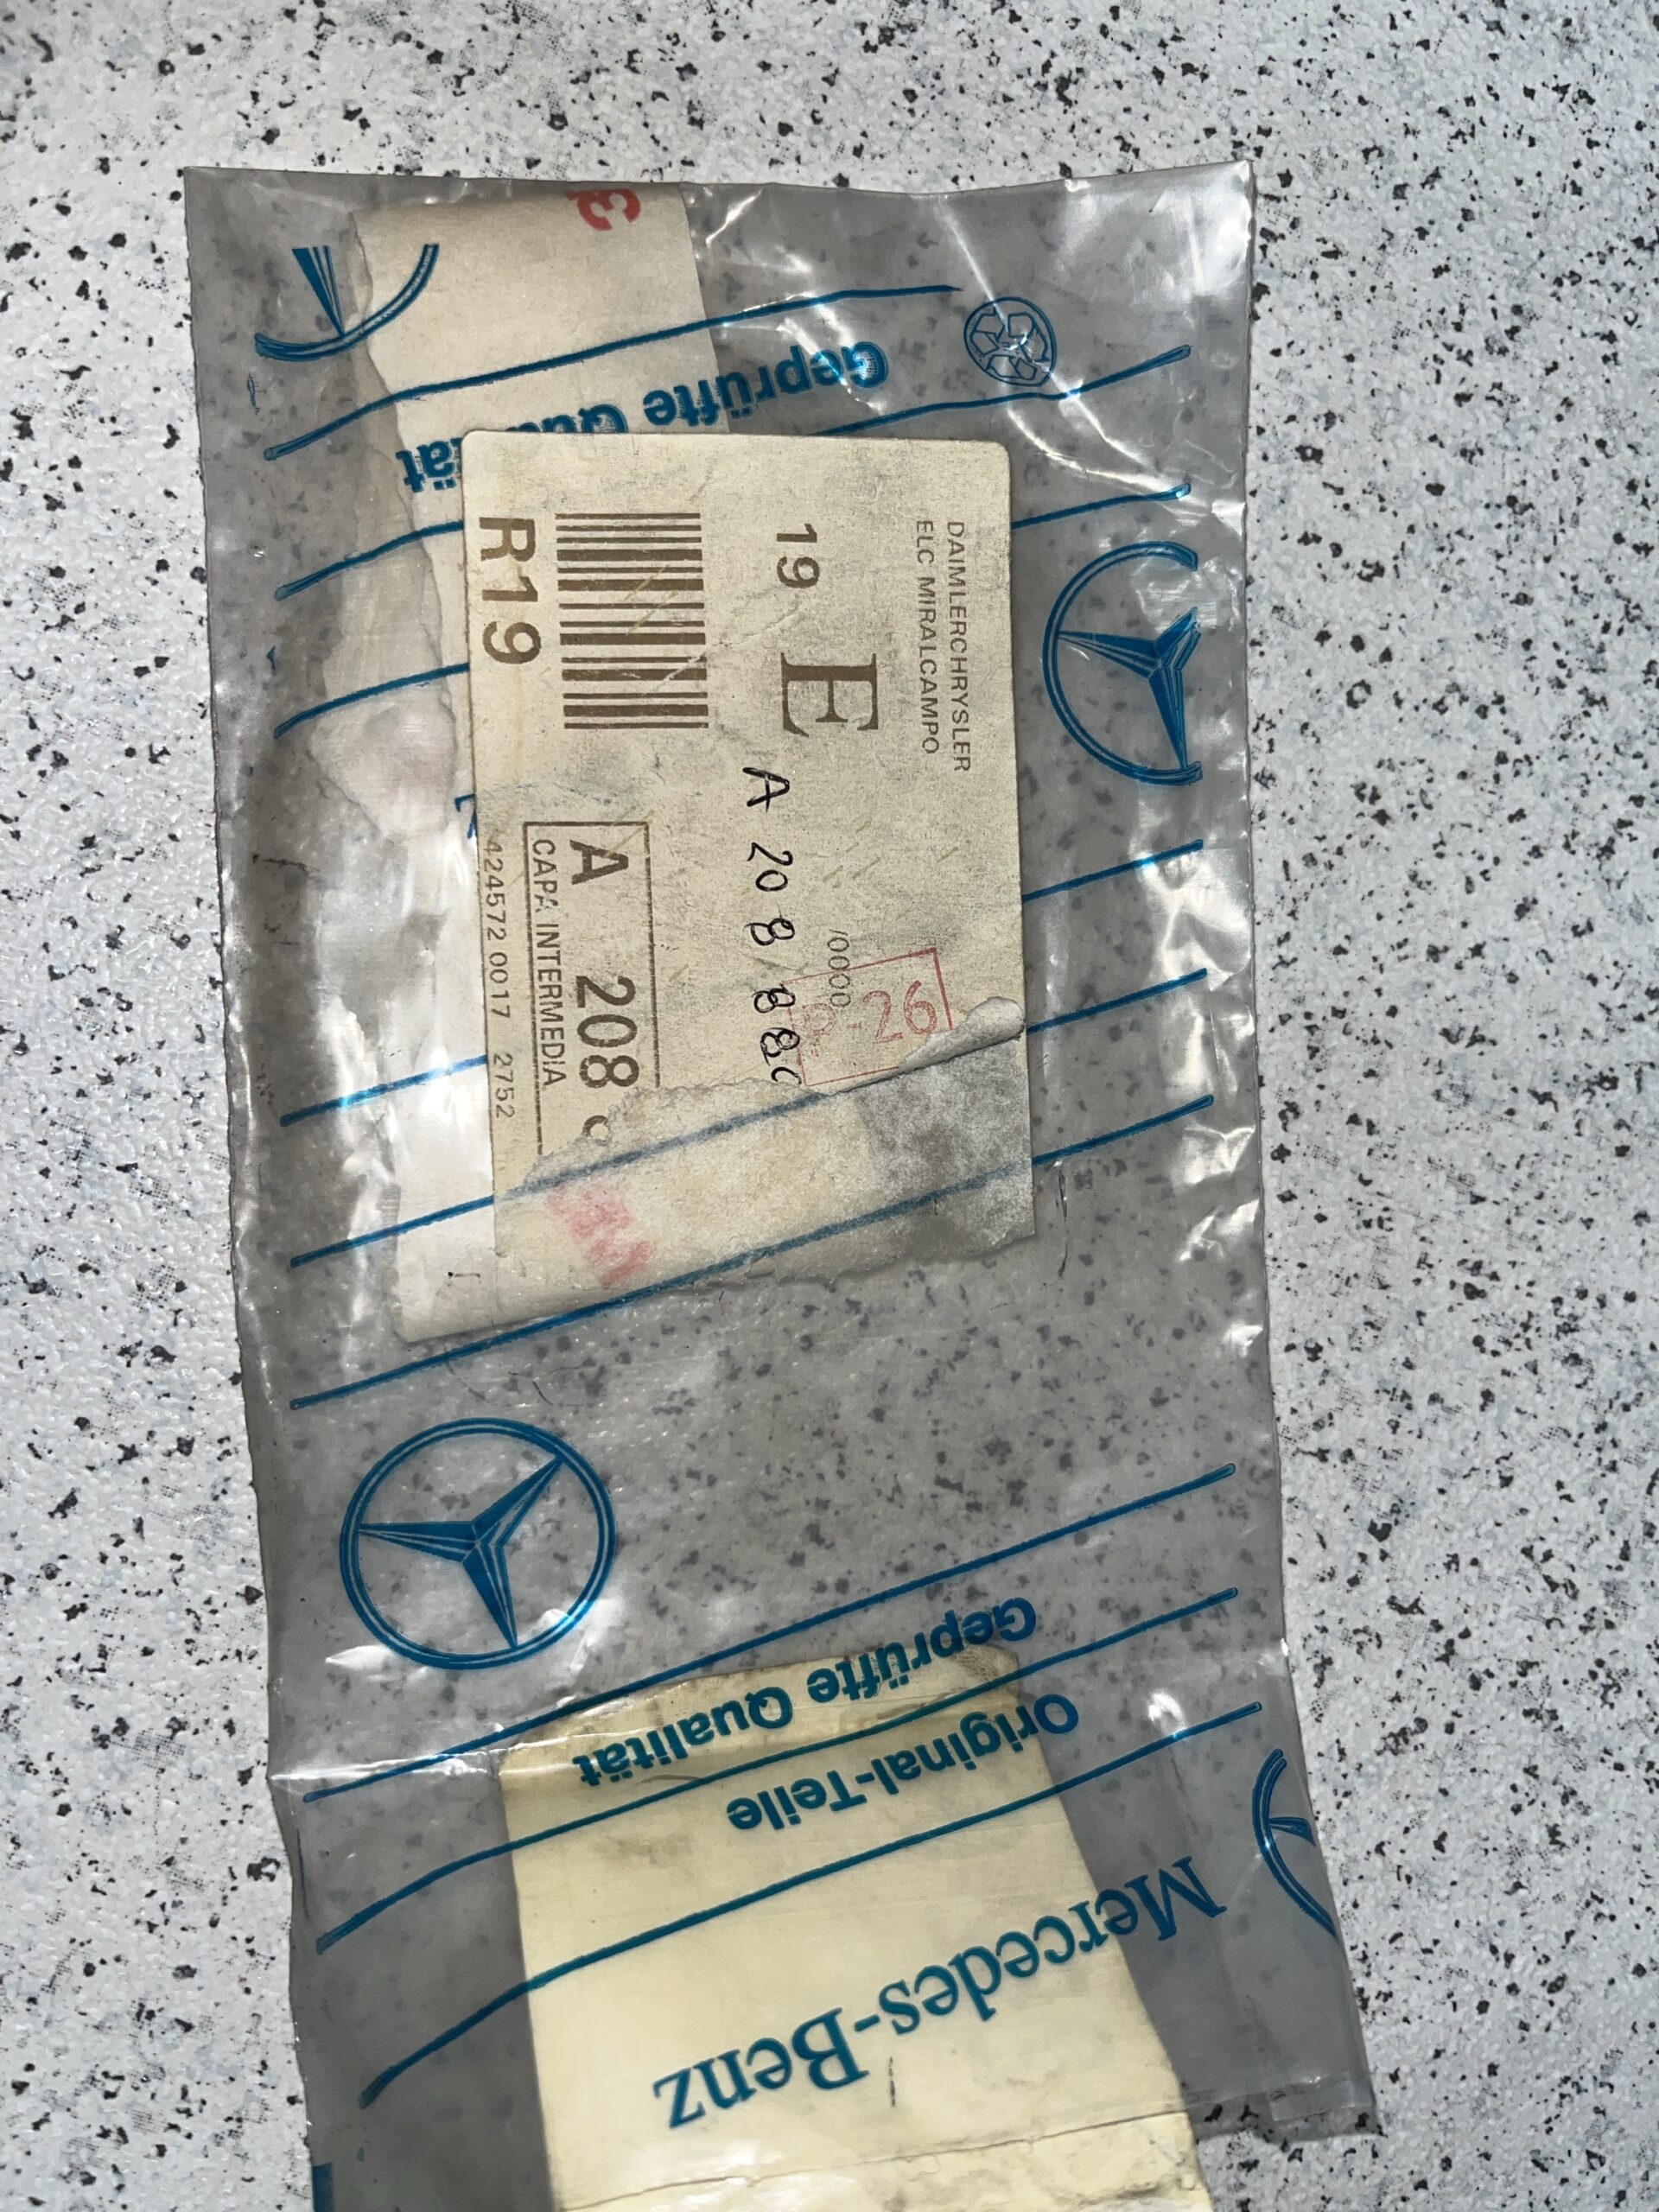 DAIMLERCHRYSLER
ELC MIRALCAMPO
19 E
/0000
26
A 208 88
R19
A 208
CAPA INTERMEDIA
424572 0017 2752
Geprüfte
ät
Geprüfte Qualität
Original-Teile
Mercedes-Benz